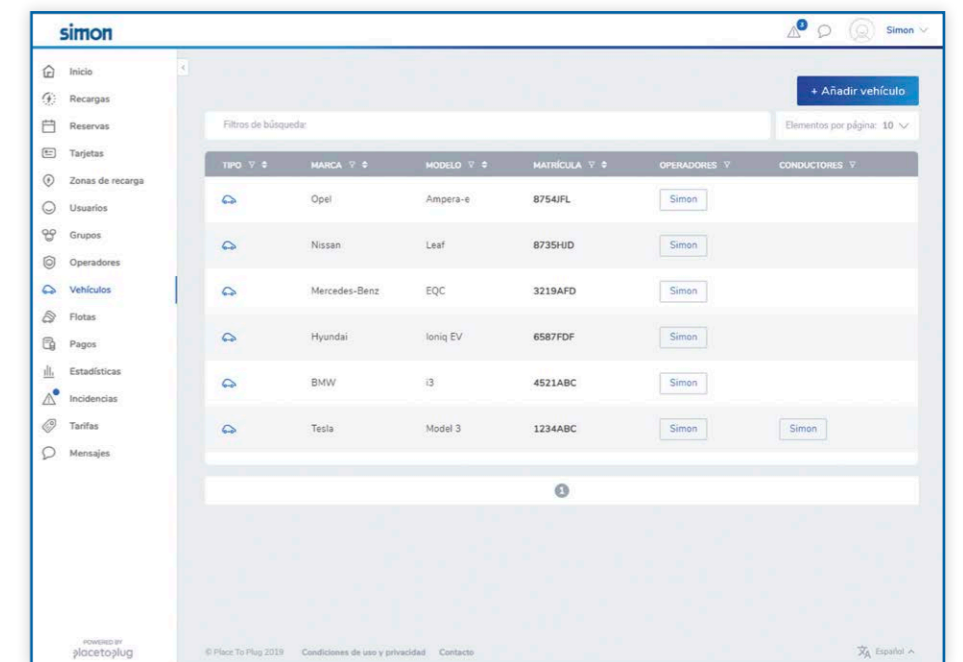 simon
3
Simon
Inicio
Recargas
Reservas
Tarjetas
Zonas de recarga
Usuarios
Grupos
Operadores
Vehículos
Flotas
Pagos
Estadísticas
Incidencias
Tarifas
Mensajes
+ Añadir vehículo
Filtros de búsqueda:
Elementos por página: 10
TIPO MARCA MODELO MATRÍCULA OPERADORES CONDUCTORES
Opel Ampera-e 8754JFL Simon
Nissan Leaf 8735HJD Simon
Mercedes-Benz EQC 3219AFD Simon
Hyundai Ioniq EV 6587FDF Simon
BMW i3 4521ABC Simon
Tesla Model 3 1234ABC Simon Simon
1
POWERED BY
placetoplug
© Place To Plug 2019 Condiciones de uso y privacidad Contacto
Español